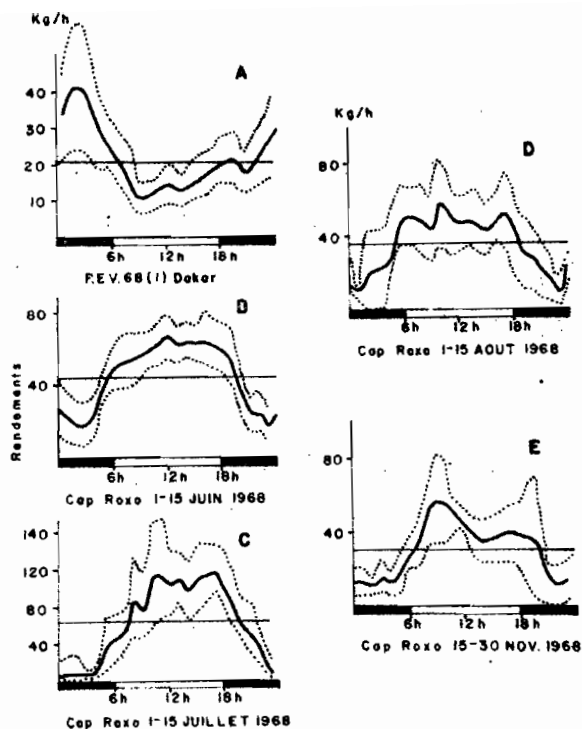 Kg/h
A
40
30
20
10
6h 12h 18h
FEV. 68 (1) Dakar
D
80
40
Rendements
6h 12h 18h
Cap Roxo 1-15 JUIN 1968
C
140
120
80
40
6h 12h 18h
Cap Roxo 1-15 JUILLET 1968
Kg/h
D
80
40
6h 12h 18h
Cap Roxo 1-15 AOUT 1968
E
80
40
6h 12h 18h
Cap Roxo 15-30 NOV. 1968